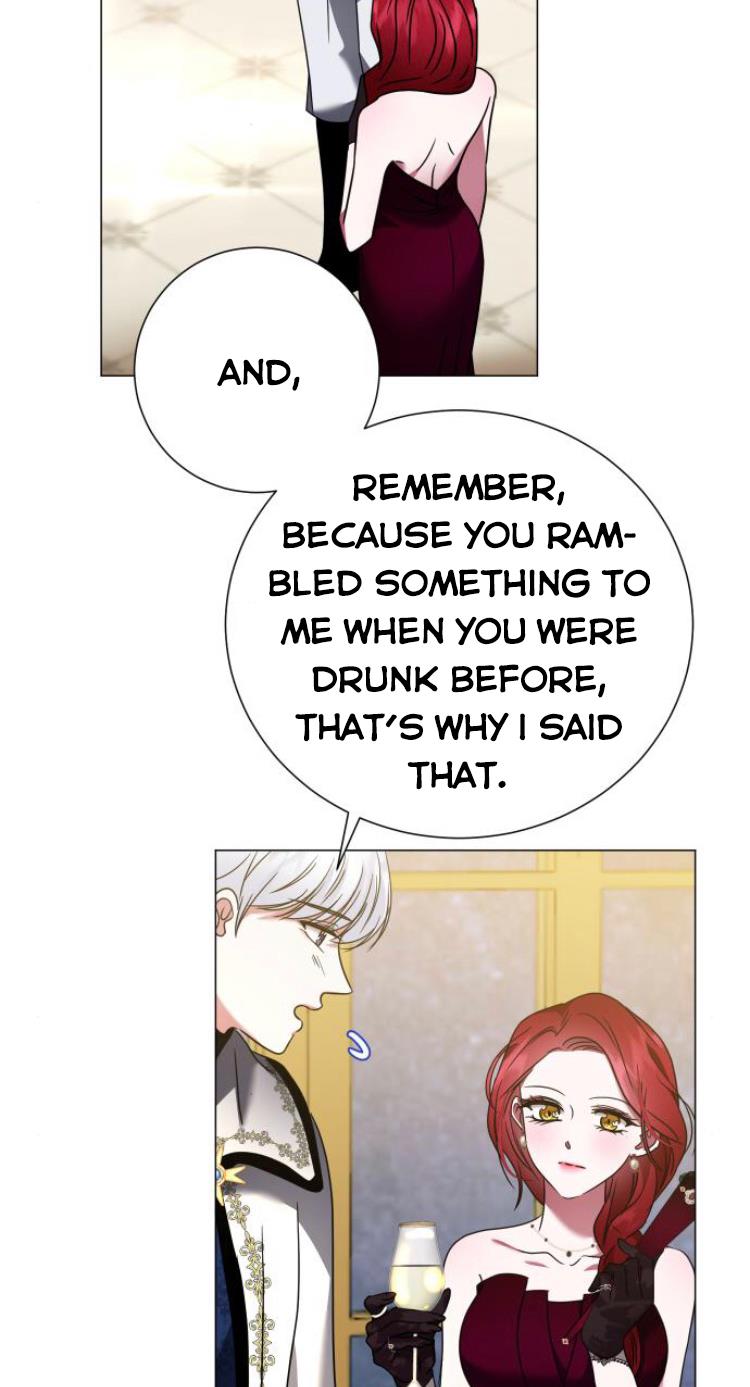 AND,
REMEMBER,
BECAUSE YOU RAM-
BLED SOMETHING TO
ME WHEN YOU WERE
DRUNK BEFORE,
THAT'S WHY I SAID
THAT.